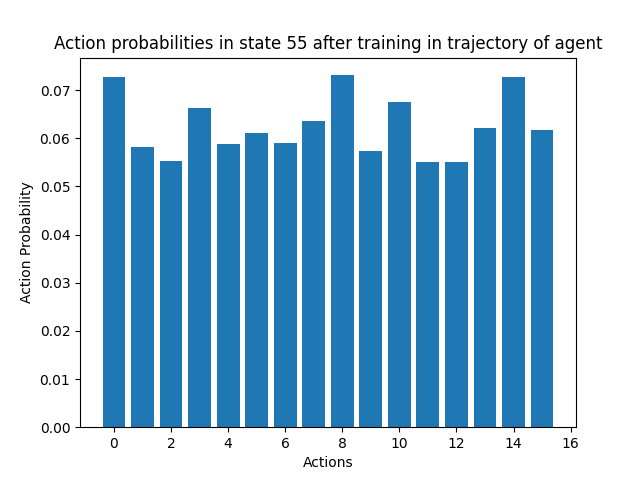 Action probabilities in state 55 after training in trajectory of agent
0.07
0.06
0.05
0.04
0.03
0.02
0.01
0.00
Action Probability
0 2 4 6 8 10 12 14 16
Actions